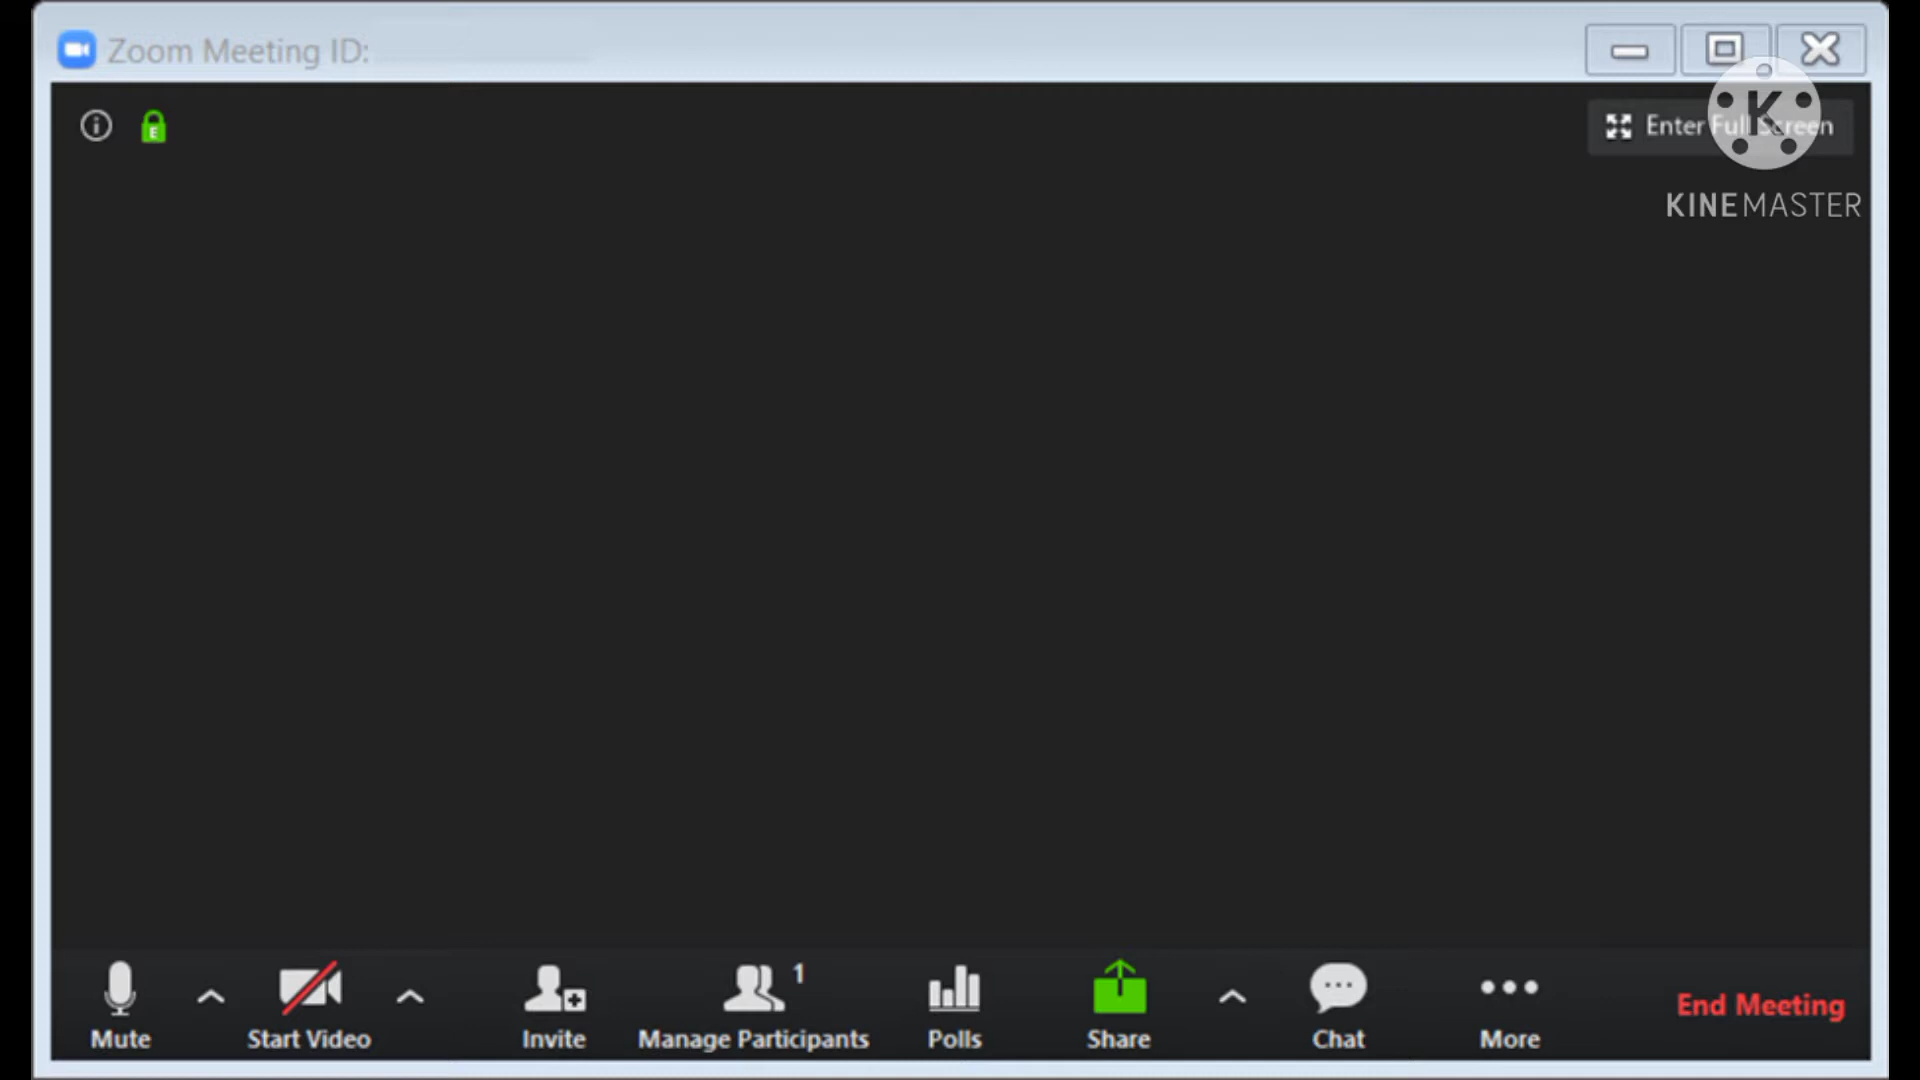 Zoom Meeting ID:
Enter Full Screen
KINEMASTER
1
Mute
Start Video
Invite
Manage Participants
Polls
Share
Chat
More
End Meeting